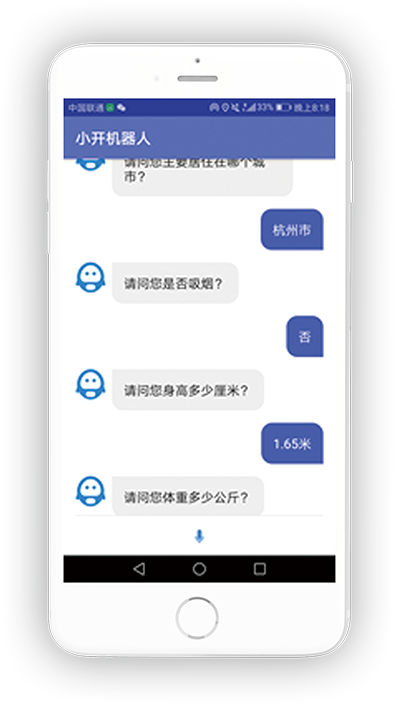 中国联通
33% 晚上8:18
小开机器人
请问您主要居住在哪个城
市？
杭州市
请问您是否吸烟？
否
请问您身高多少厘米？
1.65米
请问您体重多少公斤？